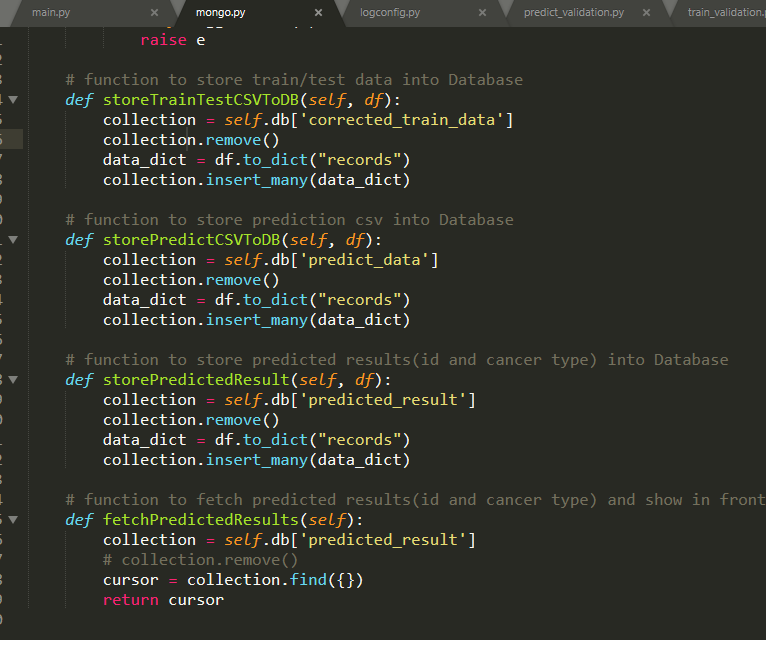 main.py × mongo.py × logconfig.py × predict_validation.py × train_validation.
raise e
# function to store train/test data into Database
def storeTrainTestCSVToDB(self, df):
collection = self.db['corrected_train_data']
collection.remove()
data_dict = df.to_dict("records")
collection.insert_many(data_dict)
# function to store prediction csv into Database
def storePredictCSVToDB(self, df):
collection = self.db['predict_data']
collection.remove()
data_dict = df.to_dict("records")
collection.insert_many(data_dict)
# function to store predicted results(id and cancer type) into Database
def storePredictedResult(self, df):
collection = self.db['predicted_result']
collection.remove()
data_dict = df.to_dict("records")
collection.insert_many(data_dict)
# function to fetch predicted results(id and cancer type) and show in front
def fetchPredictedResults(self):
collection = self.db['predicted_result']
# collection.remove()
cursor = collection.find({})
return cursor